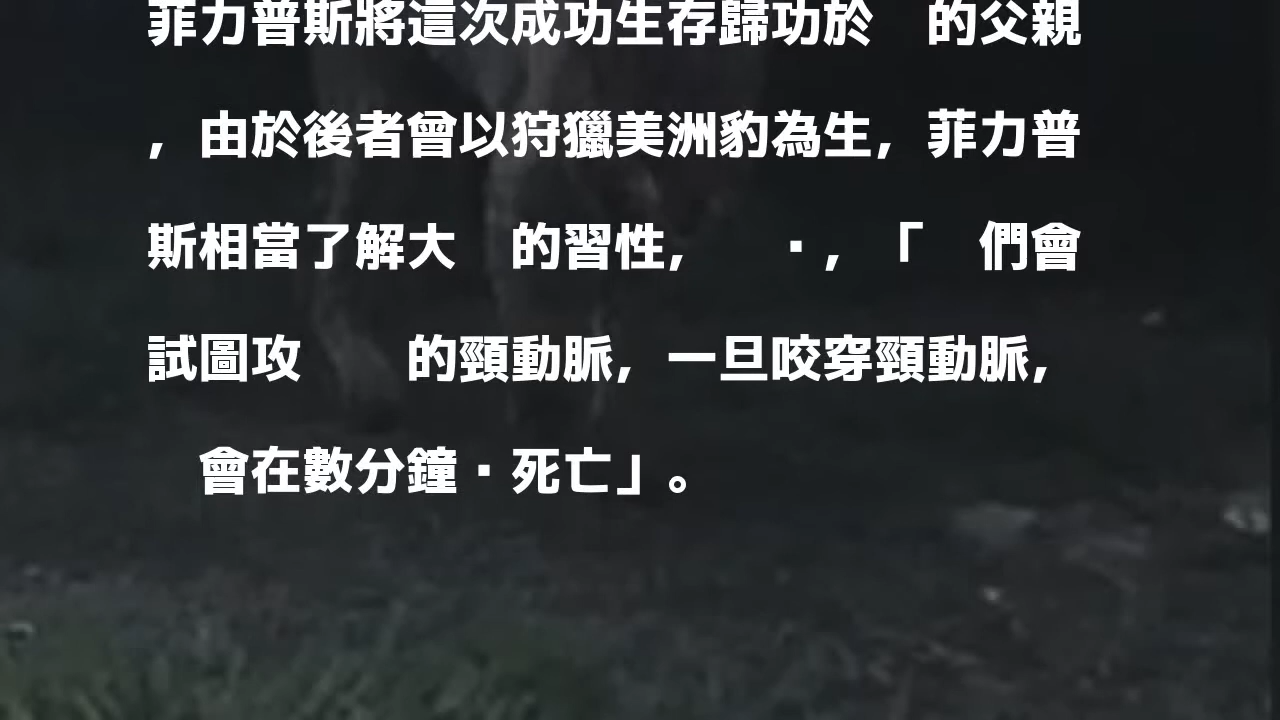 菲力普斯將這次成功生存歸功於　的父親
，由於後者曾以狩獵美洲豹為生，菲力普
斯相當了解大　的習性，　　·，「　們會
試圖攻　　的頸動脈，一旦咬穿頸動脈，
　會在數分鐘·死亡」。